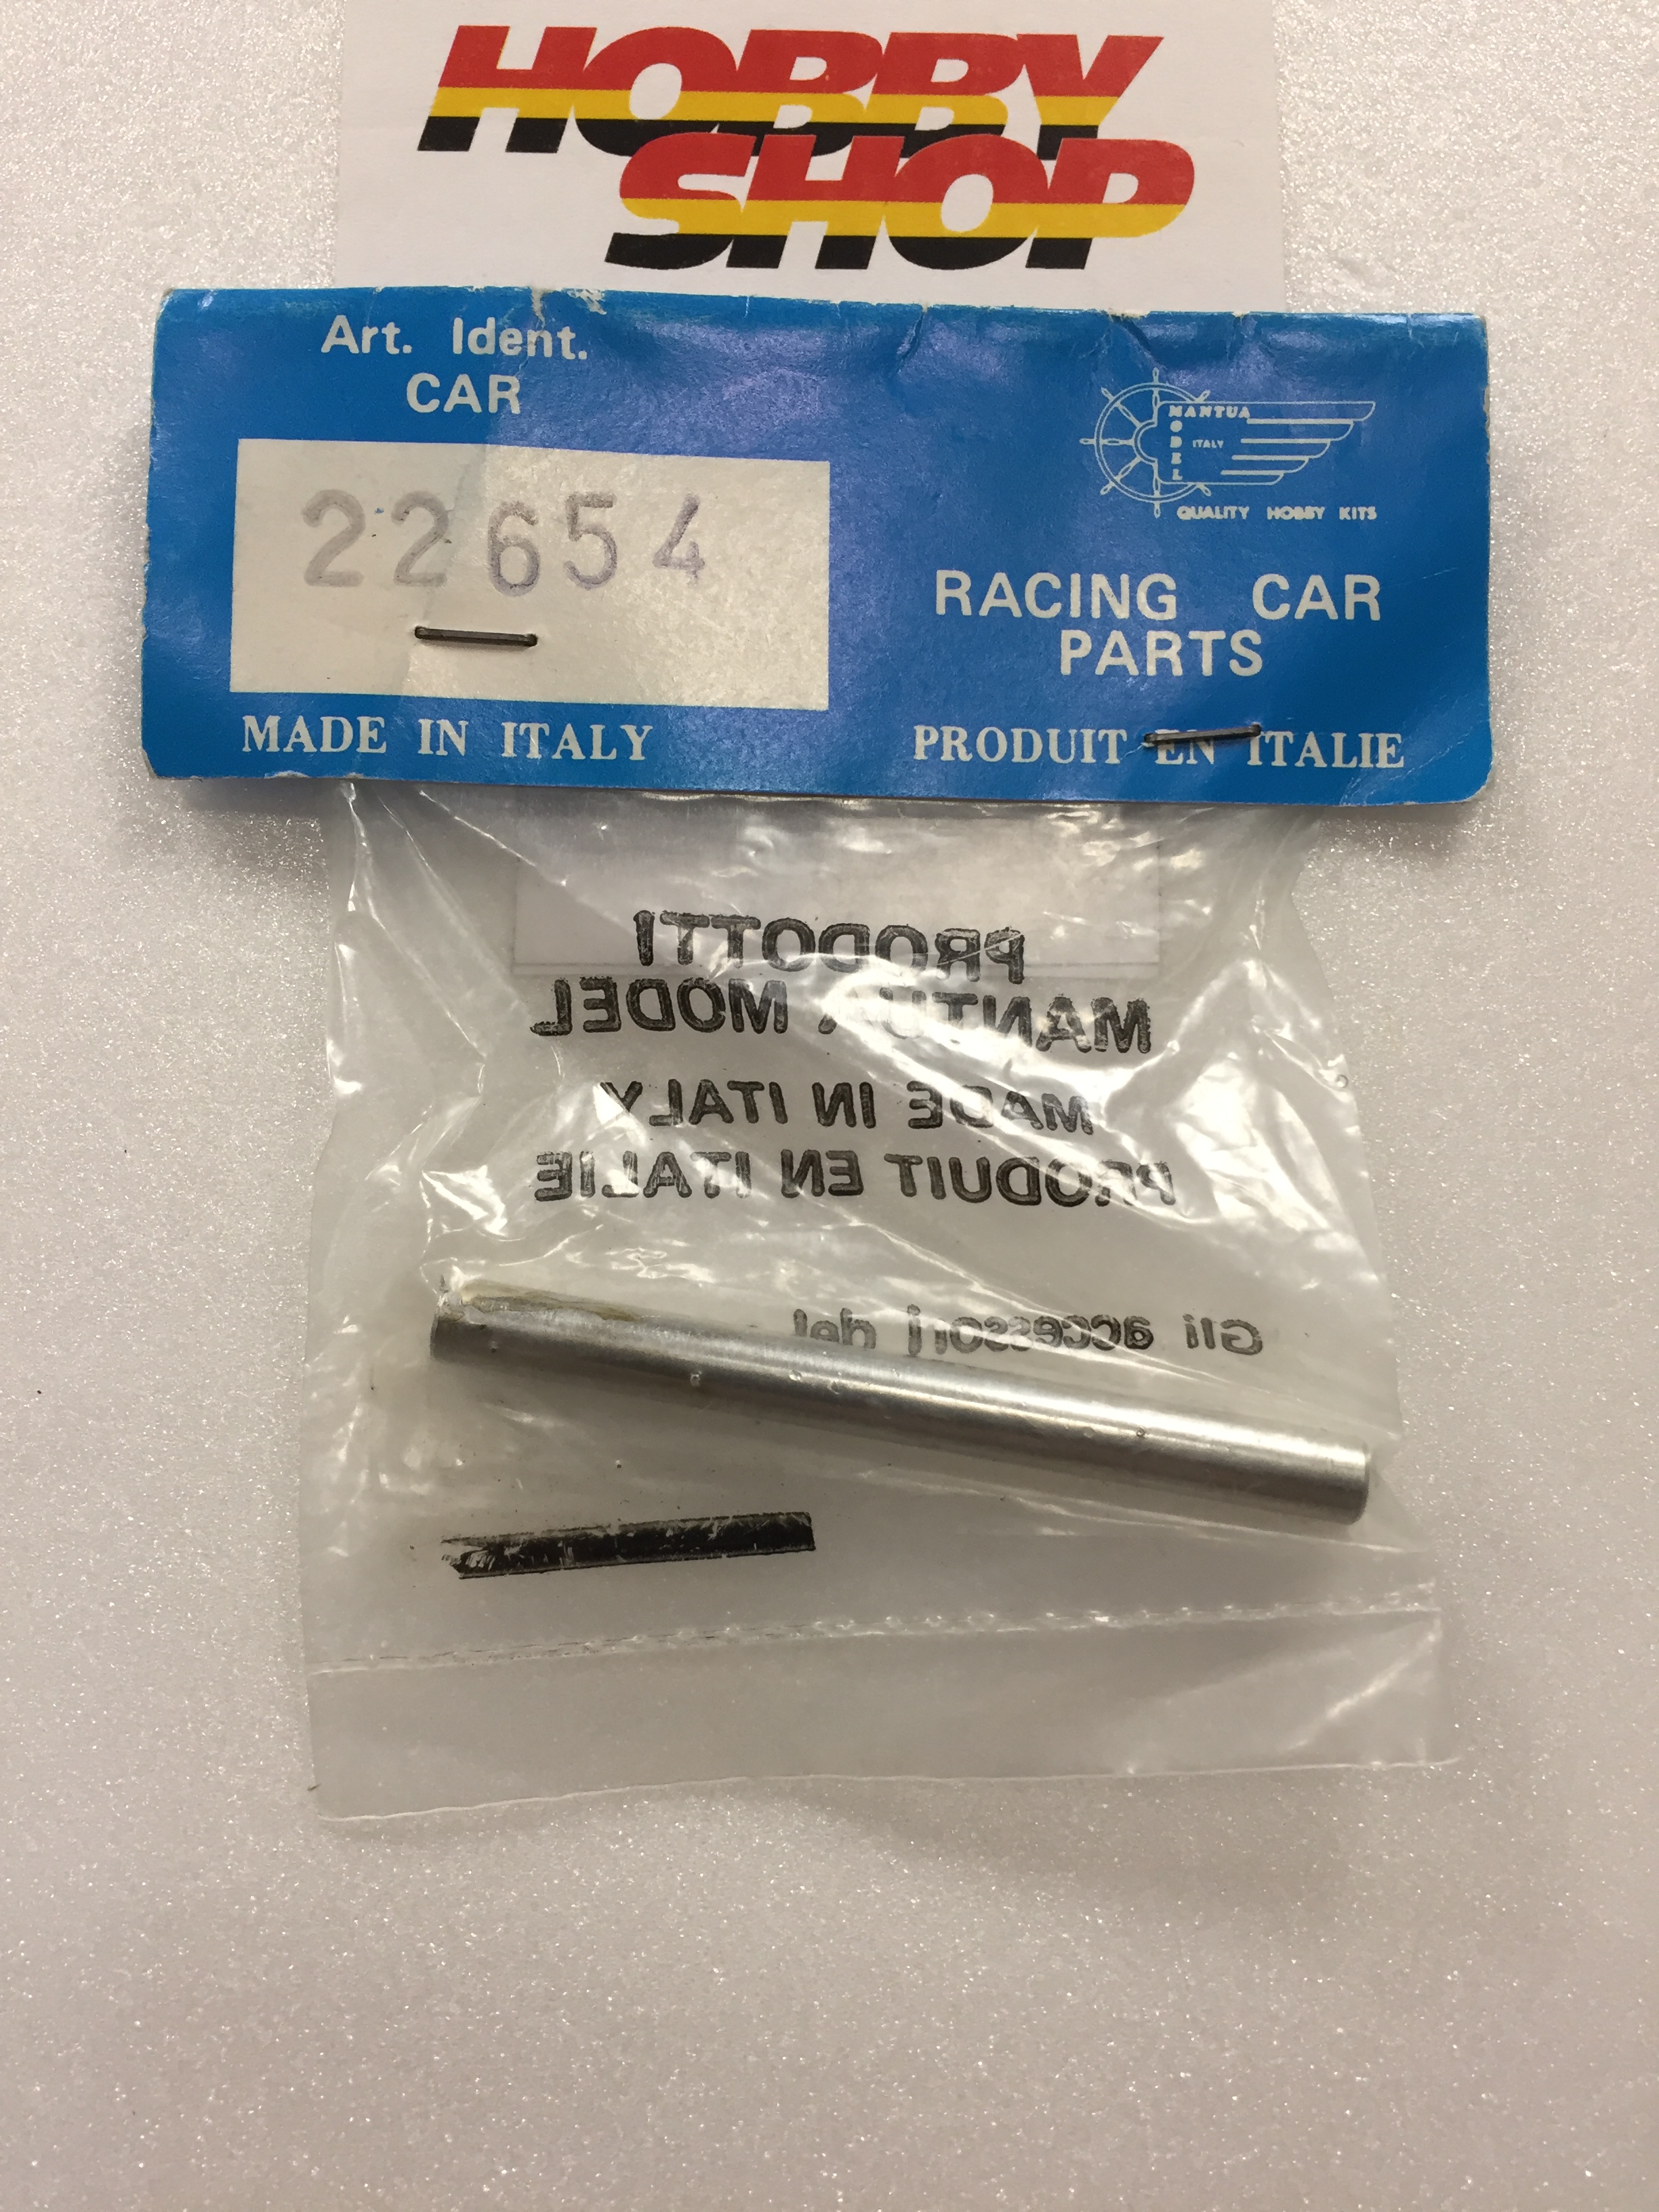 HOBBY
SHOP
Art. Ident.
CAR
22654
MADE IN ITALY
MANTUA
MODEL
ITALY
QUALITY HOBBY KITS
RACING CAR
PARTS
PRODUIT EN ITALIE
PRODOTTI
MANTUA MODEL
MADE IN ITALY
PRODUIT EN ITALIE
Gli accessori del